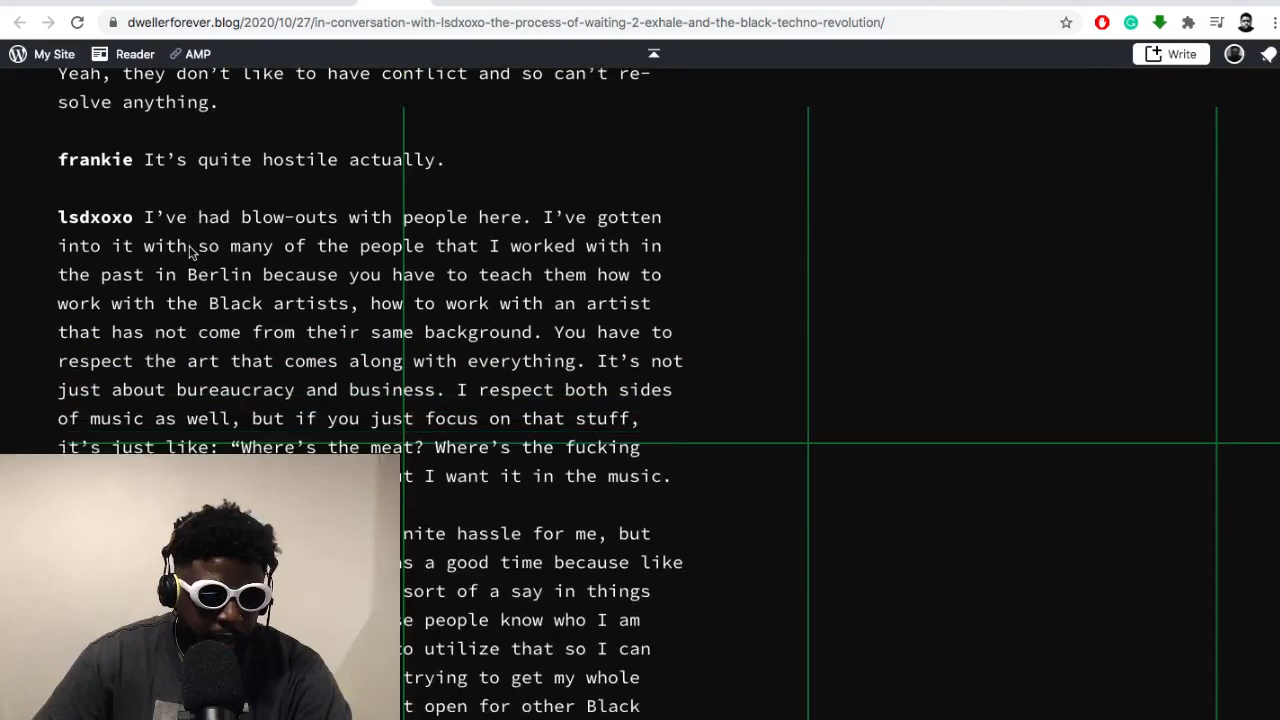 dwellerforever.blog/2020/10/27/in-conversation-with-lsdxoxo-the-process-of-waiting-2-exhale-and-the-black-techno-revolution/
My Site Reader AMP Write
Yeah, they don't like to have conflict and so can't re-
solve anything.
frankie It's quite hostile actually.
lsdxoxo I've had blow-outs with people here. I've gotten
into it with so many of the people that I worked with in
the past in Berlin because you have to teach them how to
work with the Black artists, how to work with an artist
that has not come from their same background. You have to
respect the art that comes along with everything. It's not
just about bureaucracy and business. I respect both sides
of music as well, but if you just focus on that stuff,
it's just like: “Where's the meat? Where's the fucking
t I want it in the music.
nite hassle for me, but
s a good time because like
sort of a say in things
e people know who I am
o utilize that so I can
trying to get my whole
t open for other Black